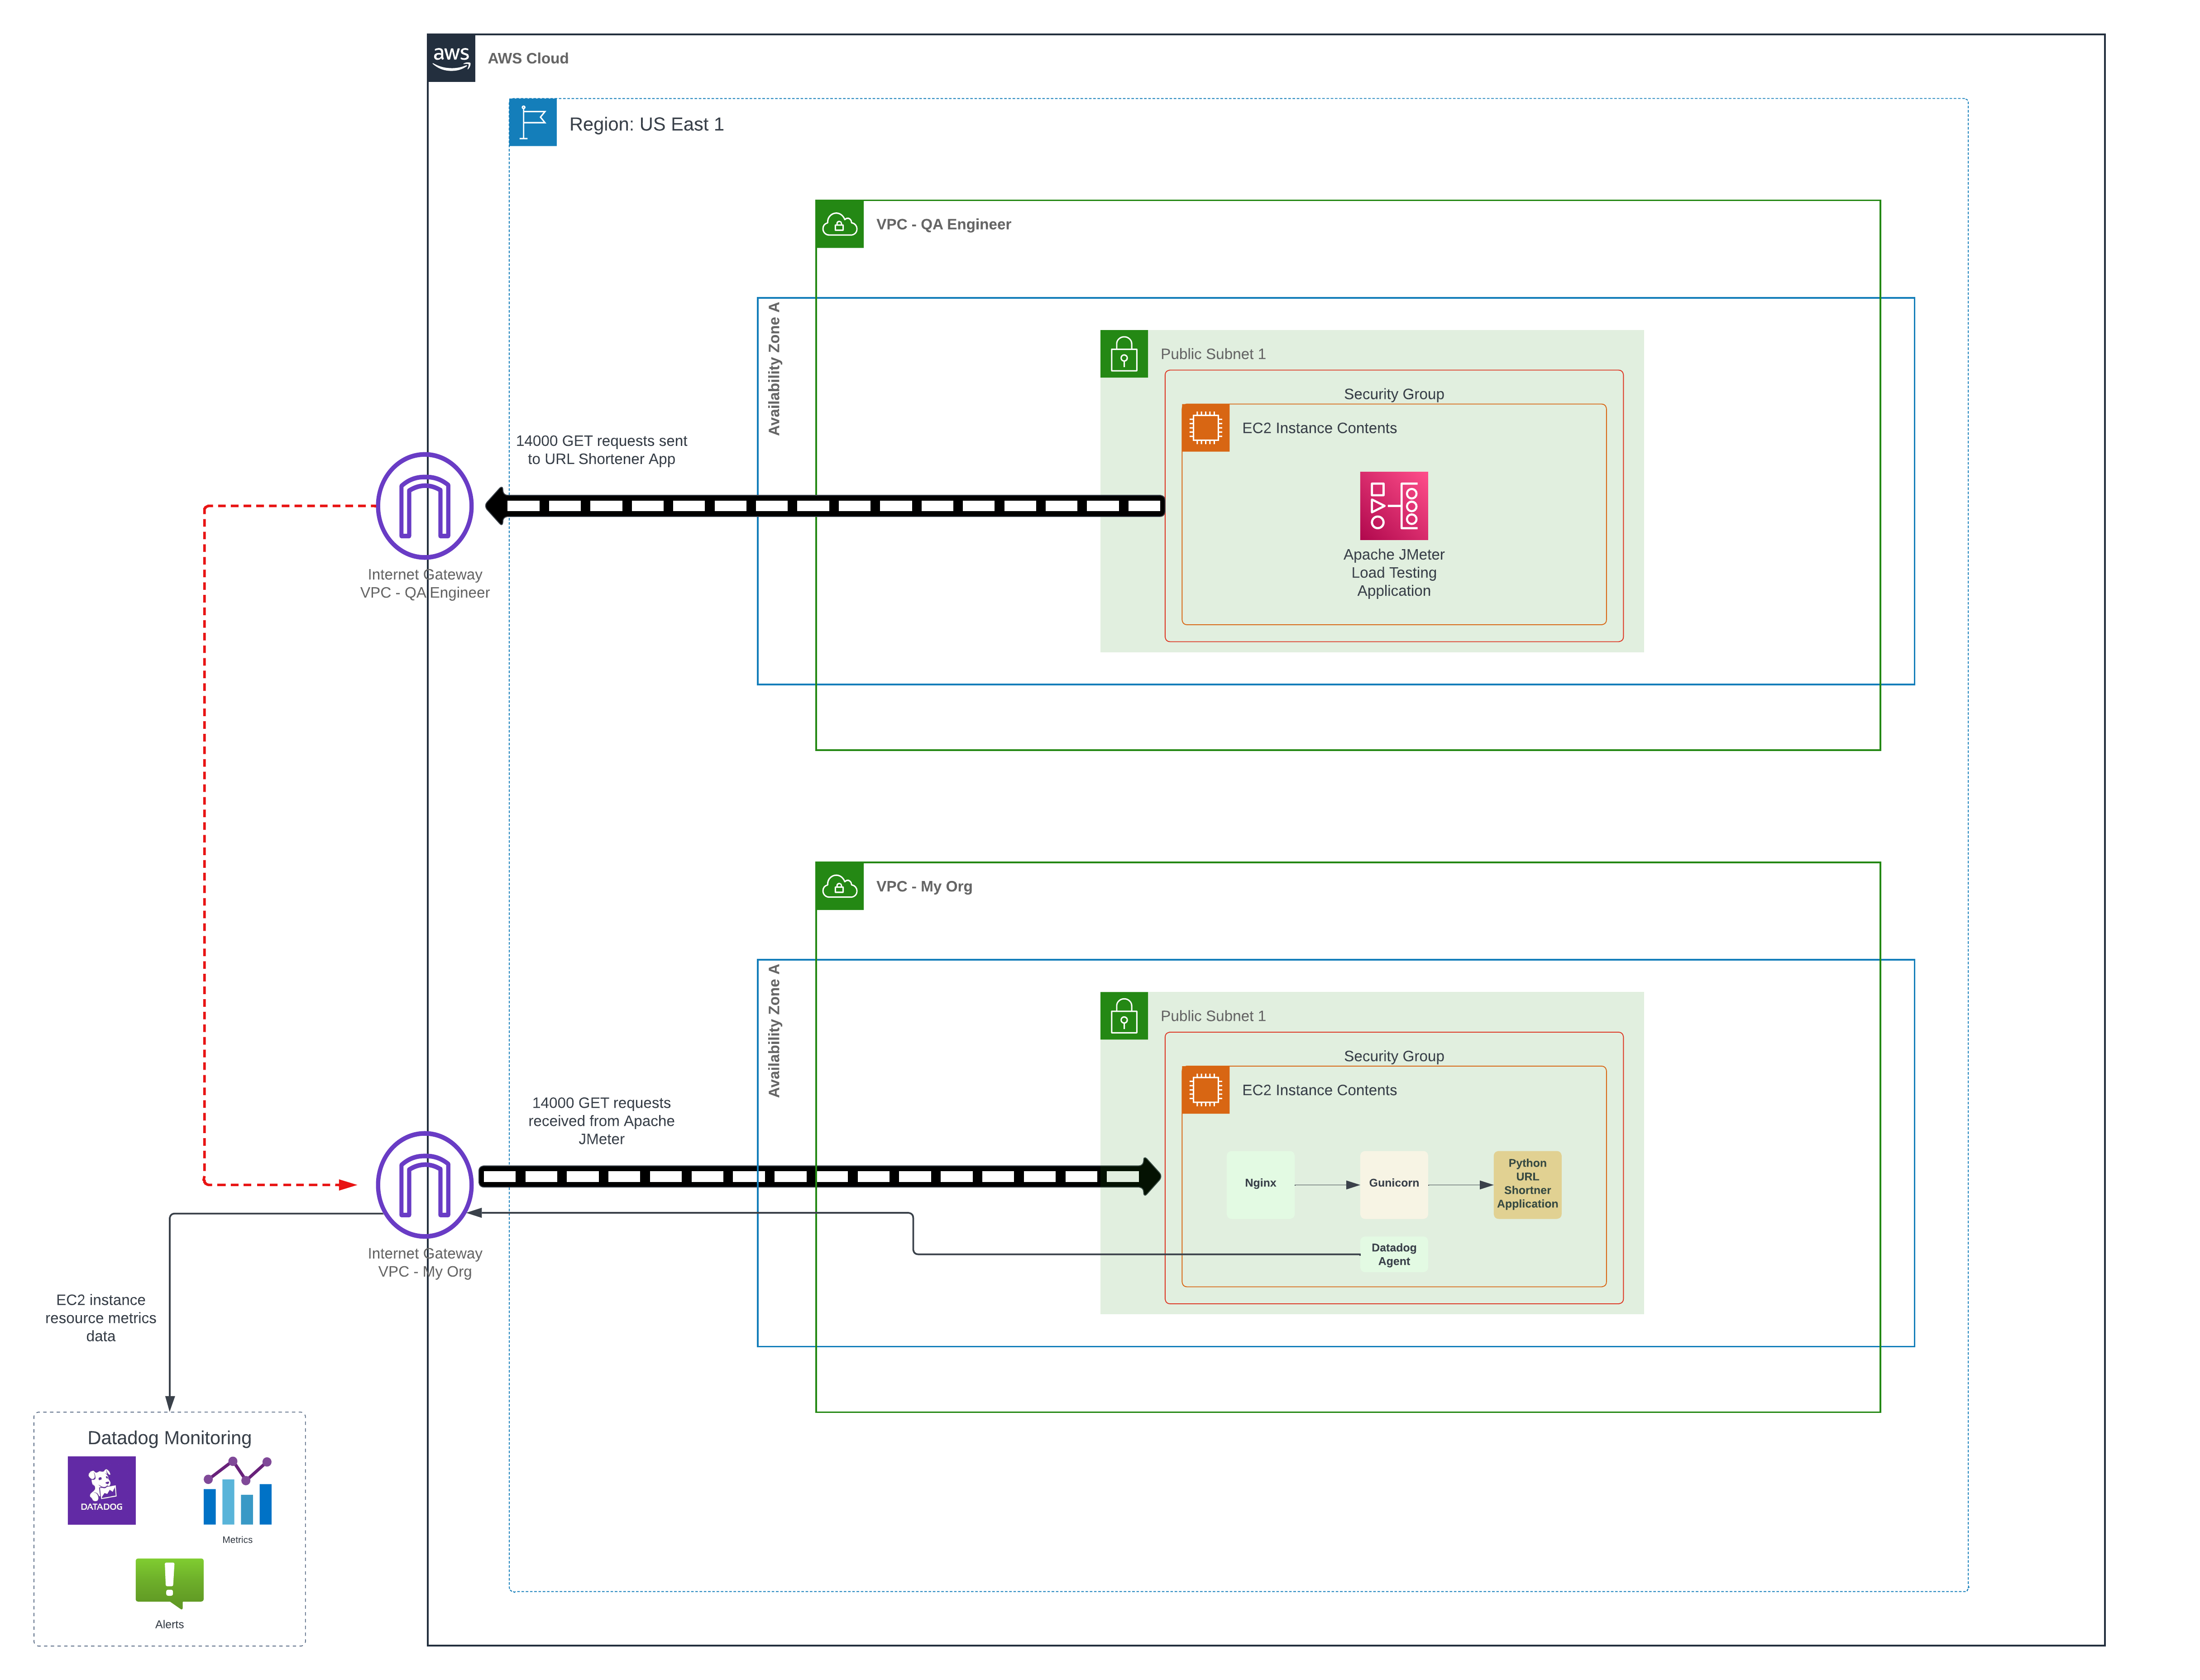 aws
AWS Cloud
Region: US East 1
VPC - QA Engineer
Availability Zone A
Public Subnet 1
Security Group
EC2 Instance Contents
14000 GET requests sent
to URL Shortener App
Apache JMeter
Load Testing
Application
Internet Gateway
VPC - QA Engineer
VPC - My Org
Availability Zone A
Public Subnet 1
Security Group
EC2 Instance Contents
14000 GET requests
received from Apache
JMeter
Nginx
Gunicorn
Python
URL
Shortner
Application
Datadog
Agent
Internet Gateway
VPC - My Org
EC2 instance
resource metrics
data
Datadog Monitoring
DATADOG
Metrics
Alerts